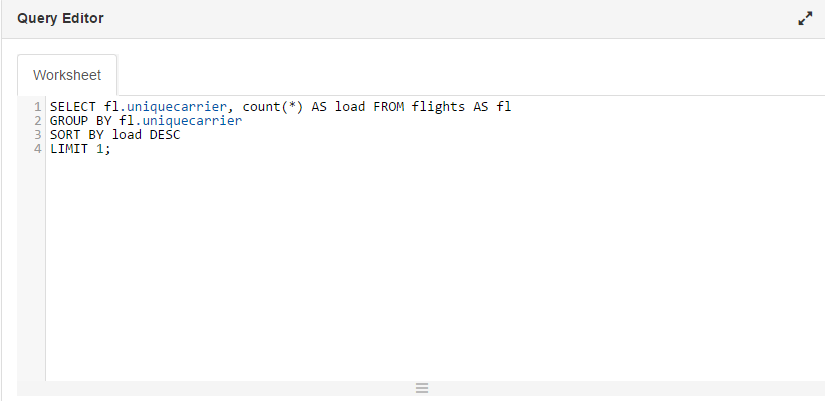 Query Editor
Worksheet
1 SELECT fl.uniquecarrier, count(*) AS load FROM flights AS fl
2 GROUP BY fl.uniquecarrier
3 SORT BY load DESC
4 LIMIT 1;